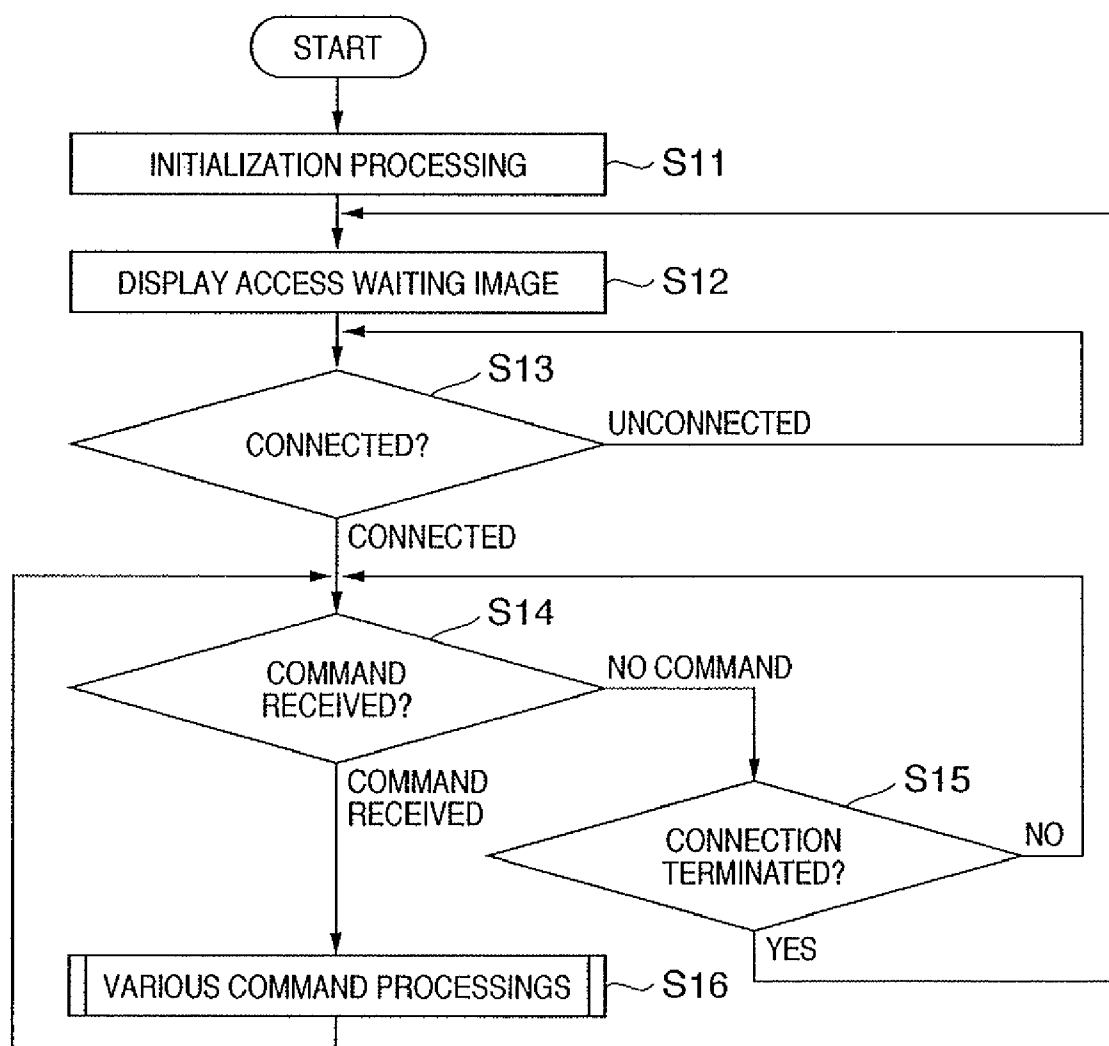 START
INITIALIZATION PROCESSING
S11
DISPLAY ACCESS WAITING IMAGE
S12
S13
CONNECTED?
UNCONNECTED
CONNECTED
S14
COMMAND
RECEIVED?
NO COMMAND
COMMAND
RECEIVED
S15
CONNECTION
TERMINATED?
NO
YES
VARIOUS COMMAND PROCESSINGS
S16